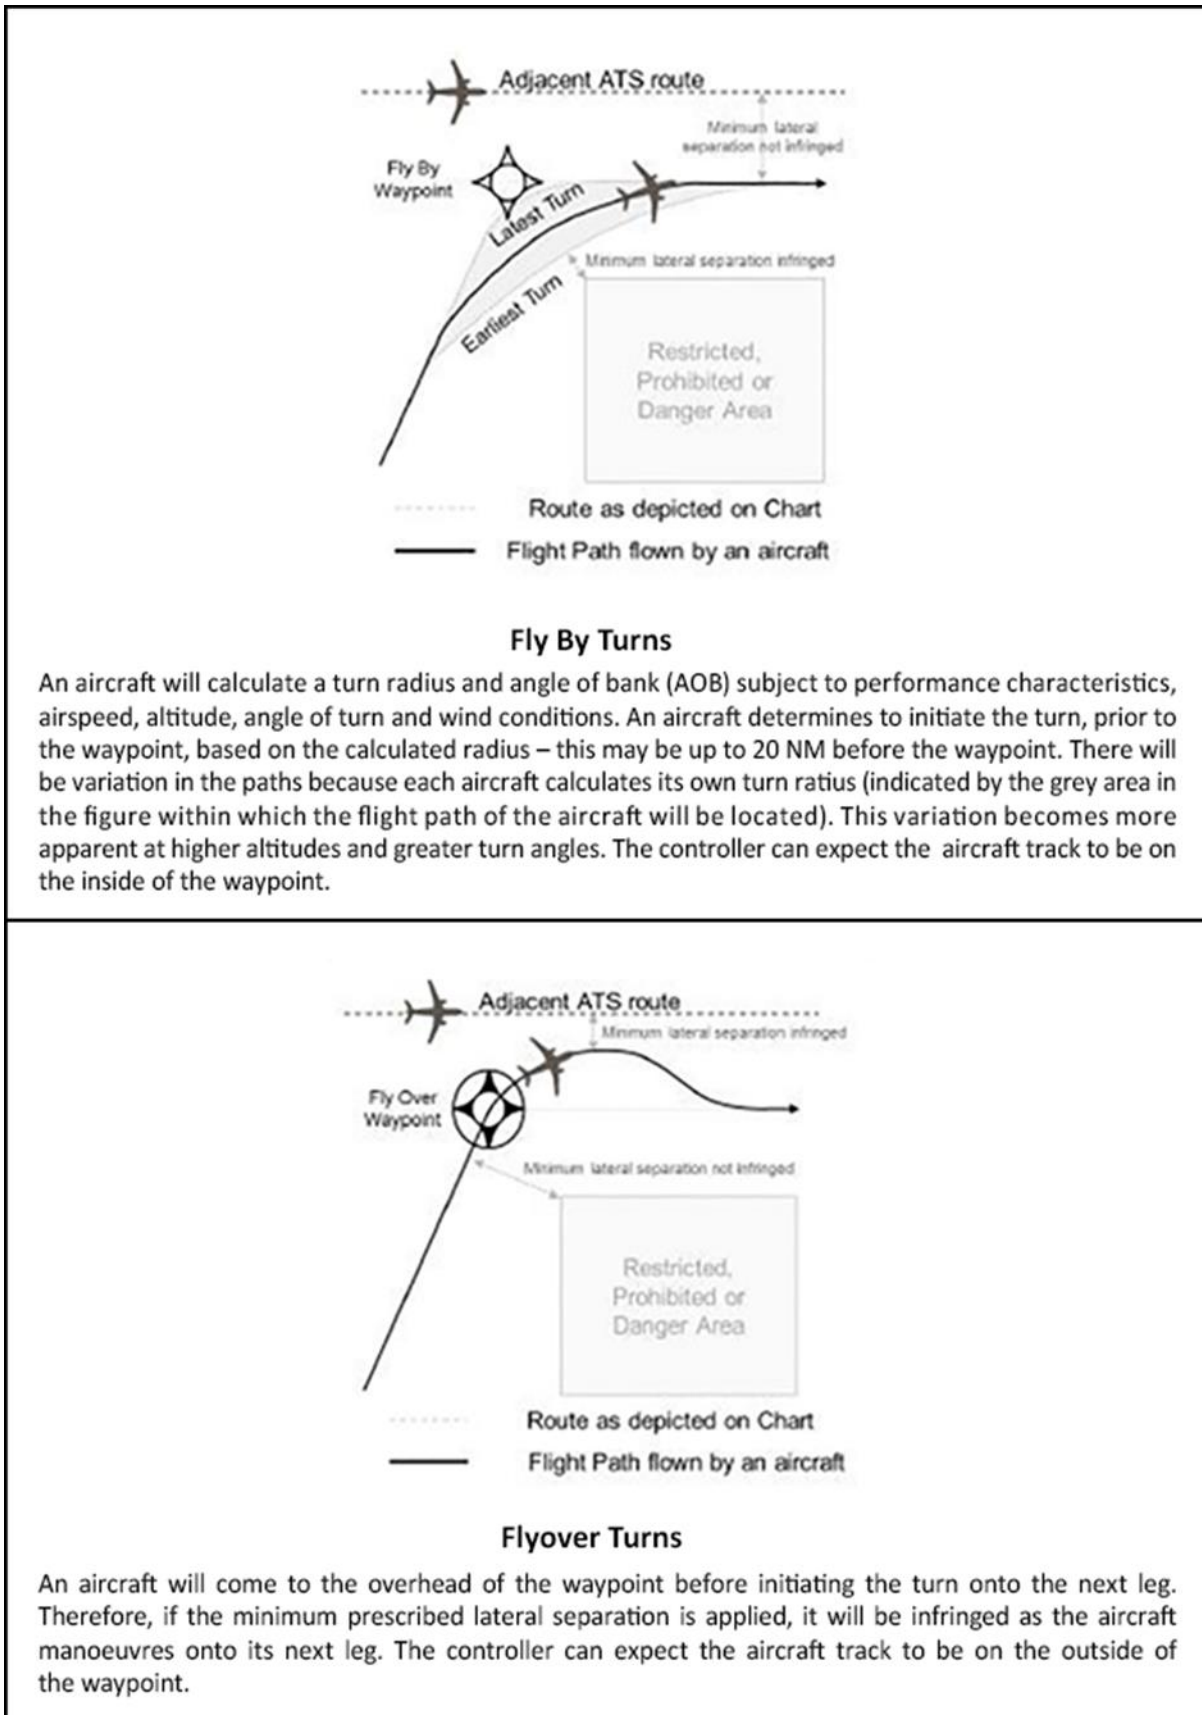 Adjacent ATS route
Minimum lateral
separation not infringed
Fly By
Waypoint
Latest Turn
Minimum lateral separation infringed
Earliest Turn
Restricted,
Prohibited or
Danger Area
Route as depicted on Chart
Flight Path flown by an aircraft
Fly By Turns
An aircraft will calculate a turn radius and angle of bank (AOB) subject to performance characteristics,
airspeed, altitude, angle of turn and wind conditions. An aircraft determines to initiate the turn, prior to
the waypoint, based on the calculated radius – this may be up to 20 NM before the waypoint. There will
be variation in the paths because each aircraft calculates its own turn ratius (indicated by the grey area in
the figure within which the flight path of the aircraft will be located). This variation becomes more
apparent at higher altitudes and greater turn angles. The controller can expect the aircraft track to be on
the inside of the waypoint.
Adjacent ATS route
Minimum lateral separation infringed
Fly Over
Waypoint
Minimum lateral separation not infringed
Restricted,
Prohibited or
Danger Area
Route as depicted on Chart
Flight Path flown by an aircraft
Flyover Turns
An aircraft will come to the overhead of the waypoint before initiating the turn onto the next leg.
Therefore, if the minimum prescribed lateral separation is applied, it will be infringed as the aircraft
manoeuvres onto its next leg. The controller can expect the aircraft track to be on the outside of
the waypoint.